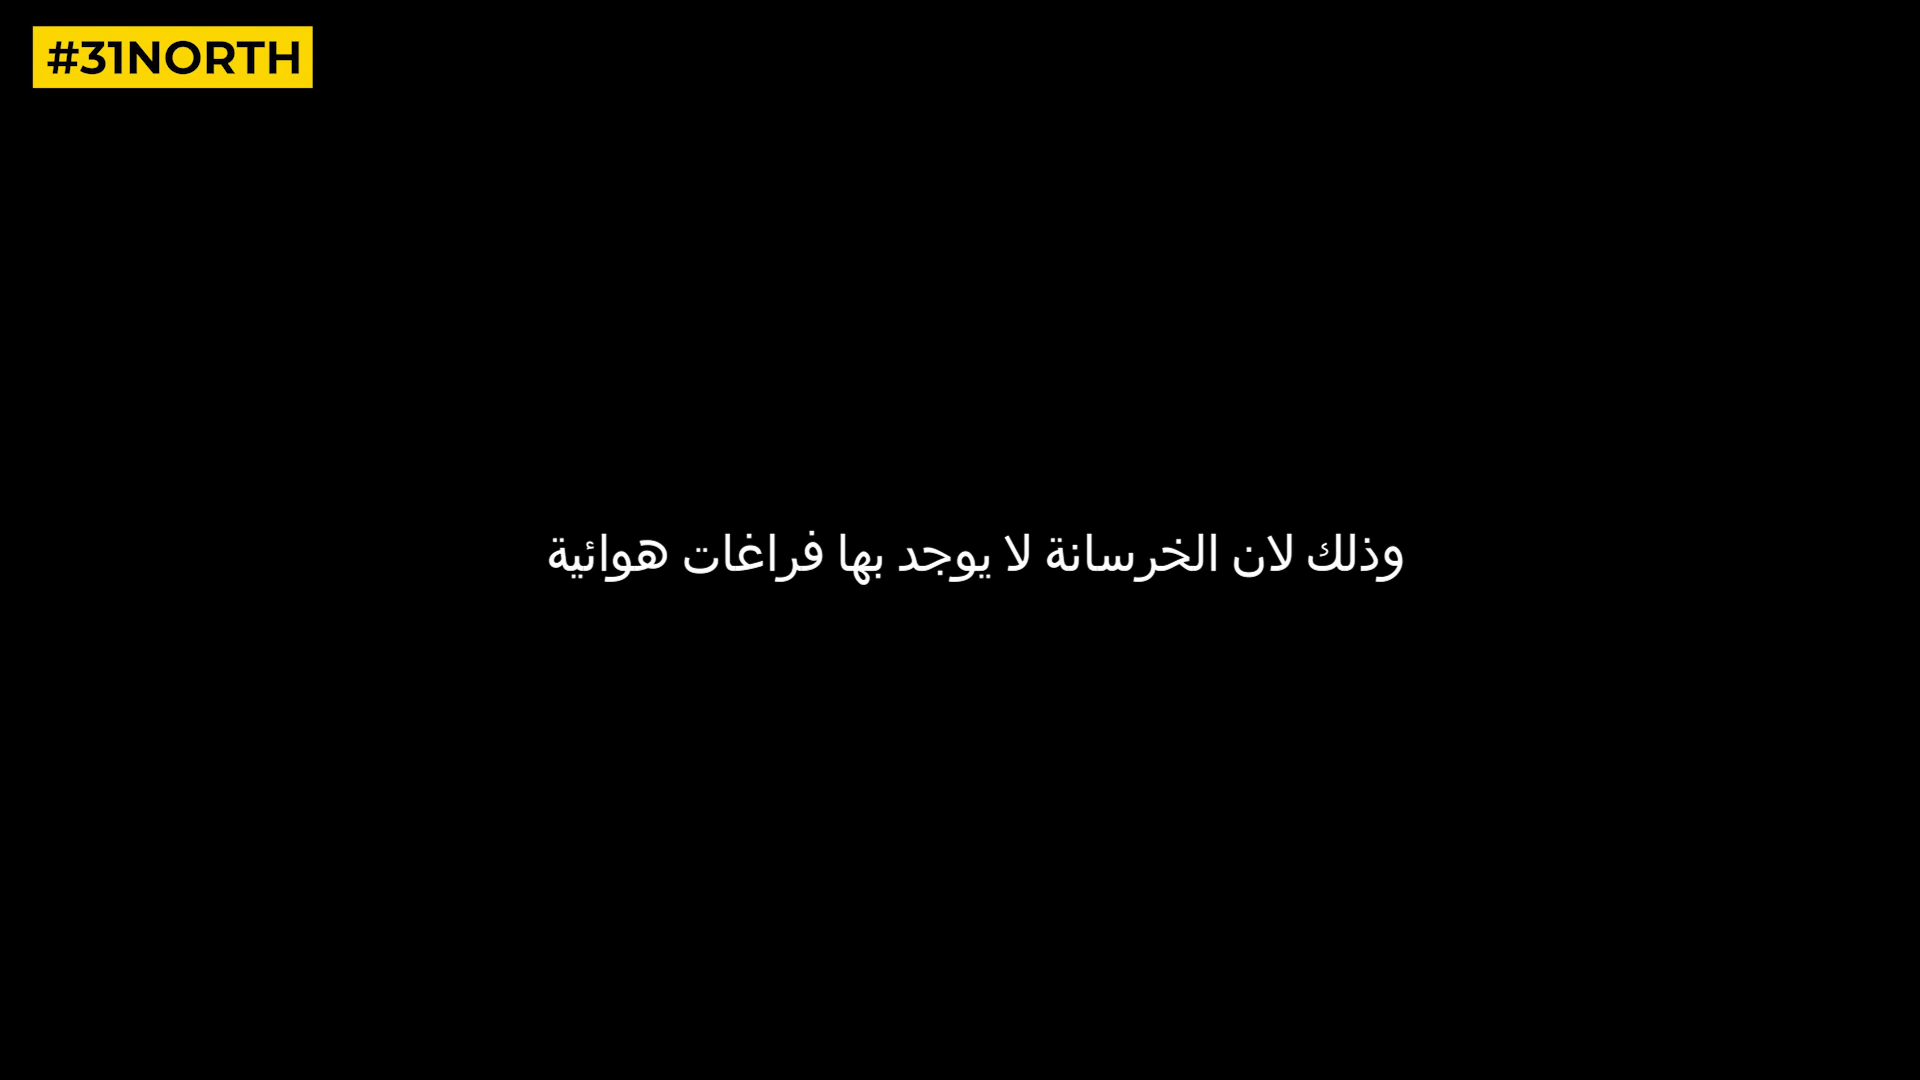 #31NORTH
وذلك لان الخرسانة لا يوجد بها فراغات هوائية